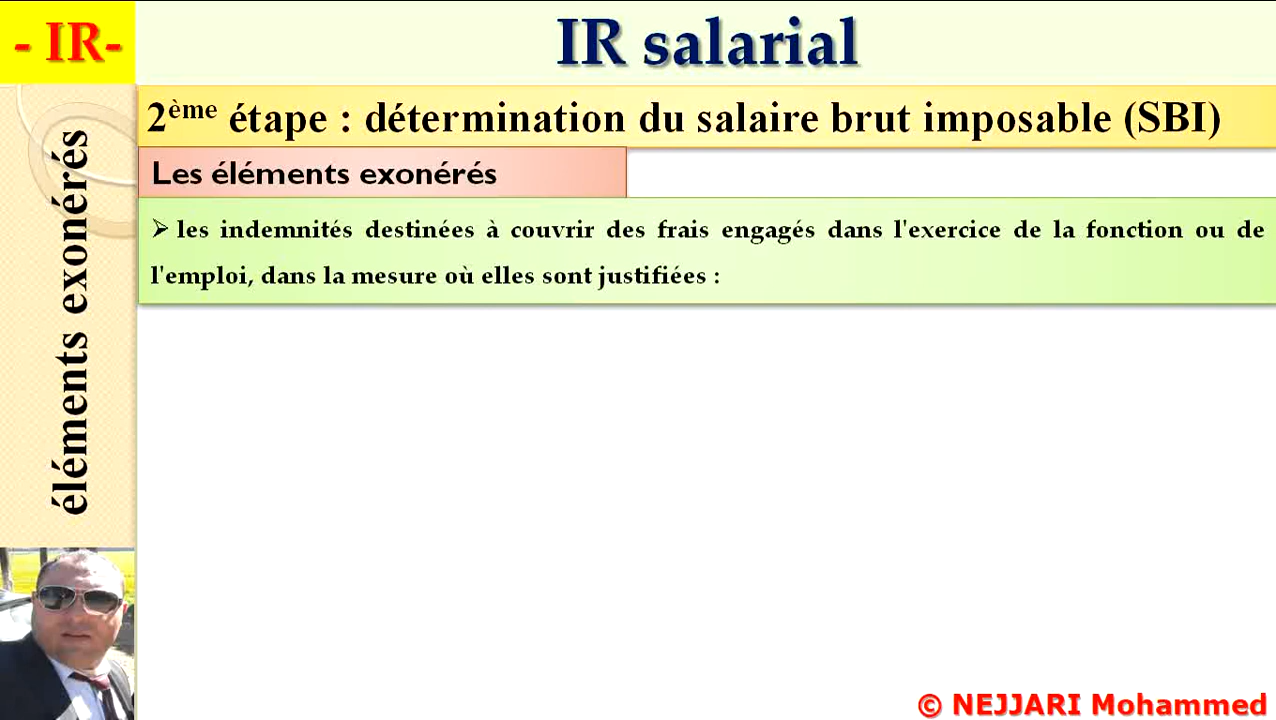 - IR-
IR salarial
2ème étape : détermination du salaire brut imposable (SBI)
Les éléments exonérés
➢ les indemnités destinées à couvrir des frais engagés dans l'exercice de la fonction ou de
l'emploi, dans la mesure où elles sont justifiées :
éléments exonérés
© NEJJARI Mohammed